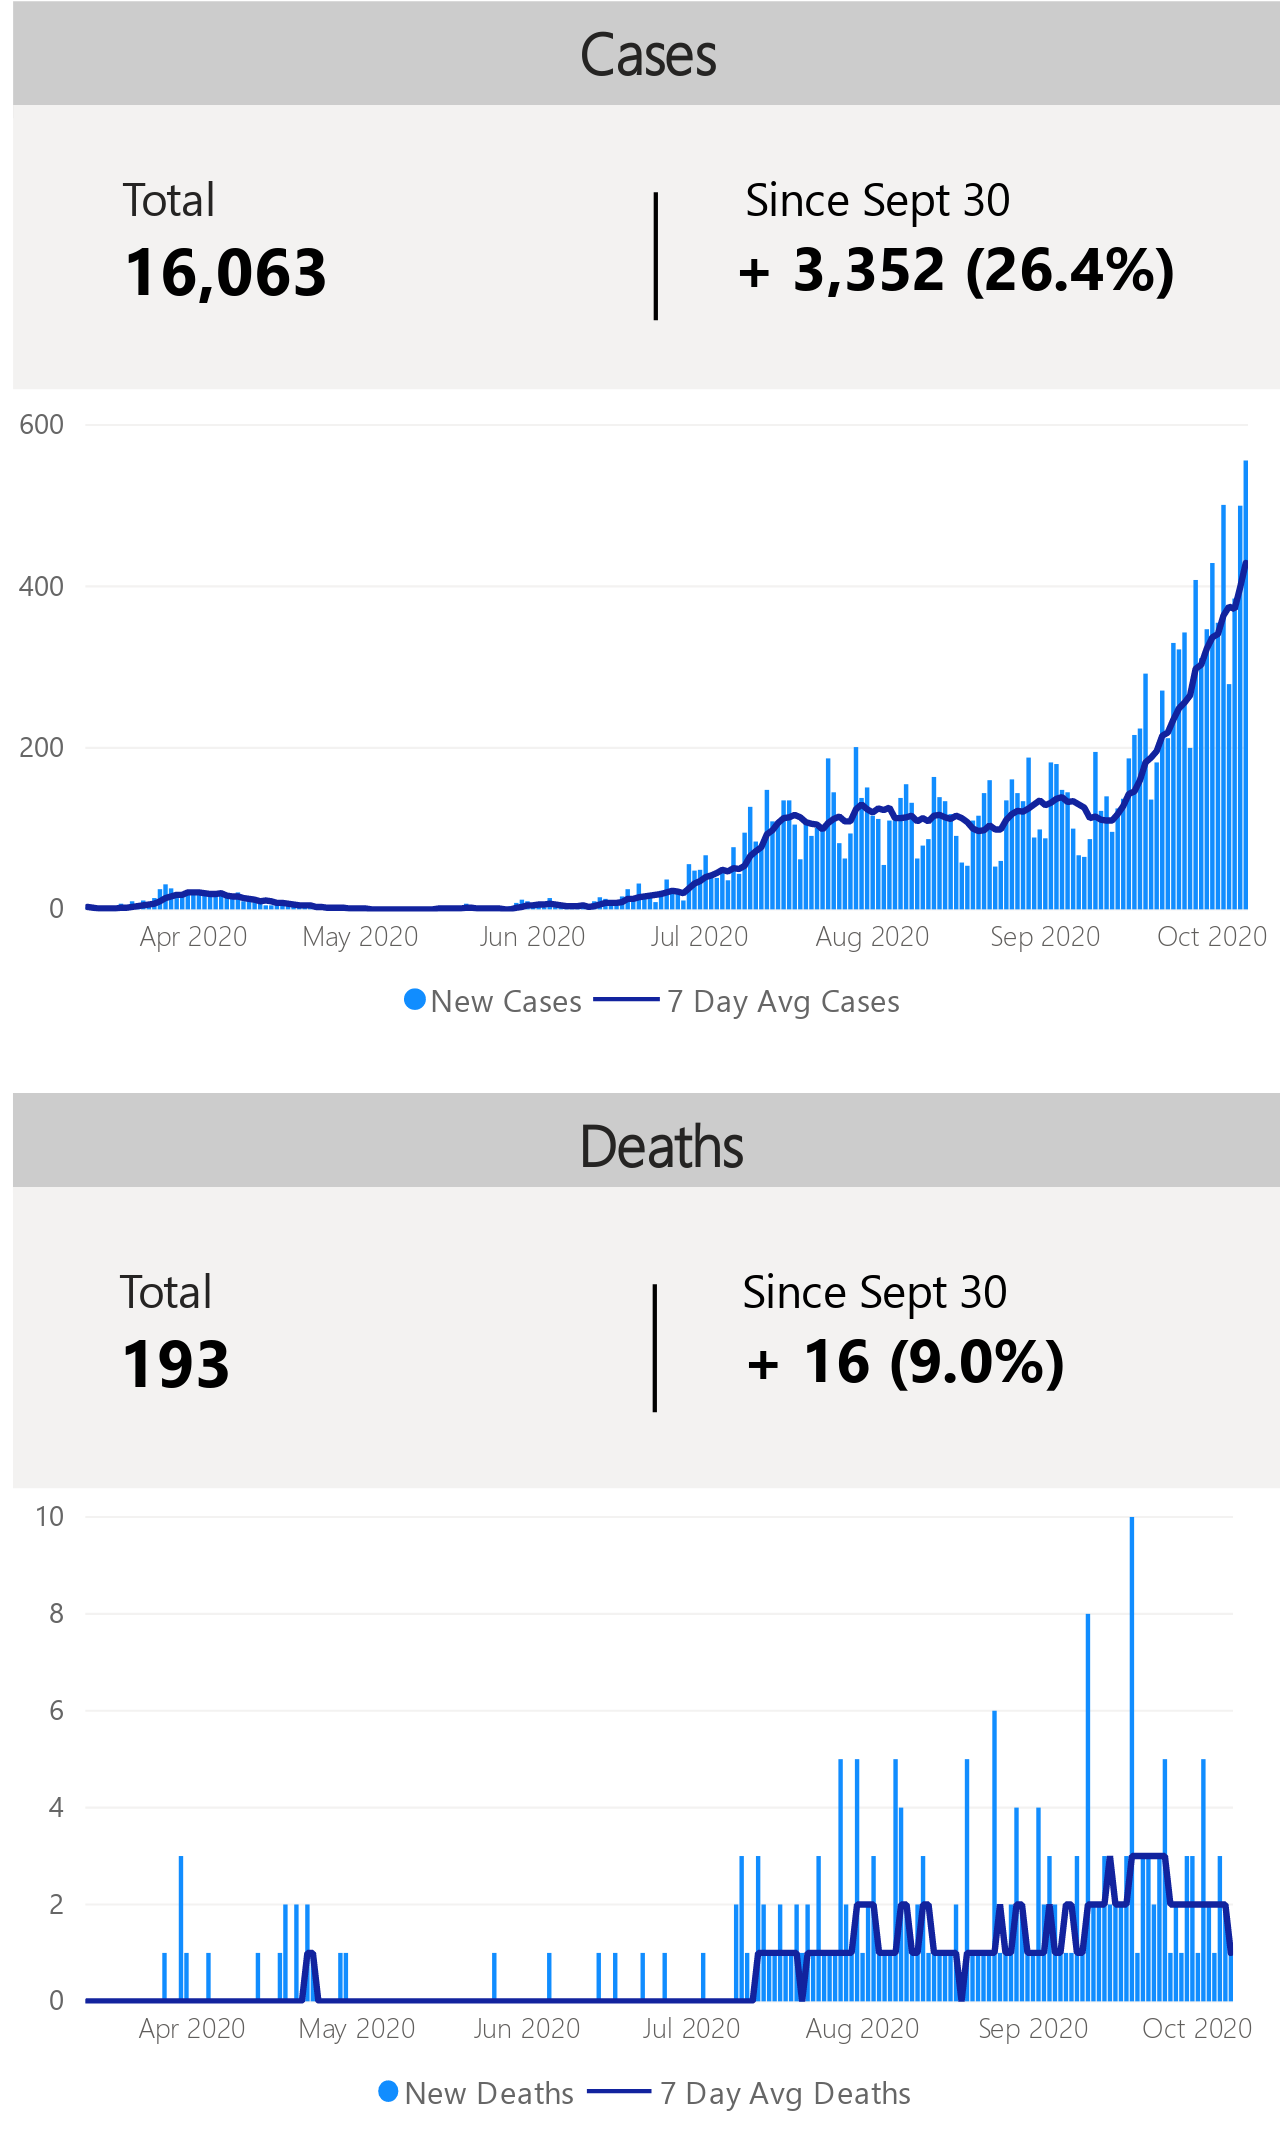 Cases
Total
Since Sept 30
16,063
+ 3,352 (26.4%)
600
400
200
0
Apr 2020 May 2020 Jun 2020 Jul 2020 Aug 2020 Sep 2020 Oct 2020
New Cases 7 Day Avg Cases
Deaths
Total
Since Sept 30
193
+ 16 (9.0%)
10
8
6
4
2
0
Apr 2020 May 2020 Jun 2020 Jul 2020 Aug 2020 Sep 2020 Oct 2020
New Deaths 7 Day Avg Deaths